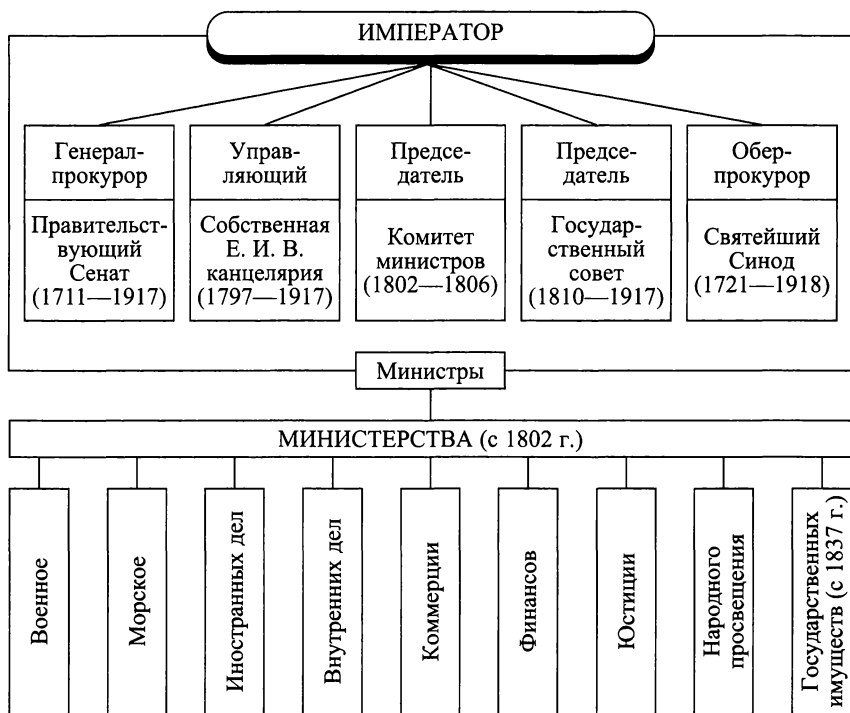 ИМПЕРАТОР
Генерал-
прокурор
Правительст-
вующий
Сенат
(1711—1917)
Управ-
ляющий
Собственная
Е. И. В.
канцелярия
(1797—1917)
Председ-
датель
Комитет
министров
(1802—1806)
Предсе-
датель
Государ-
ственный
совет
(1810—1917)
Обер-
прокурор
Святейший
Синод
(1721—1918)
Министры
МИНИСТЕРСТВА (с 1802 г.)
Военное
Морское
Иностранных дел
Внутренних дел
Коммерции
Финансов
Юстиции
Народного
просвещения
Государственных
имуществ (с 1837 г.)